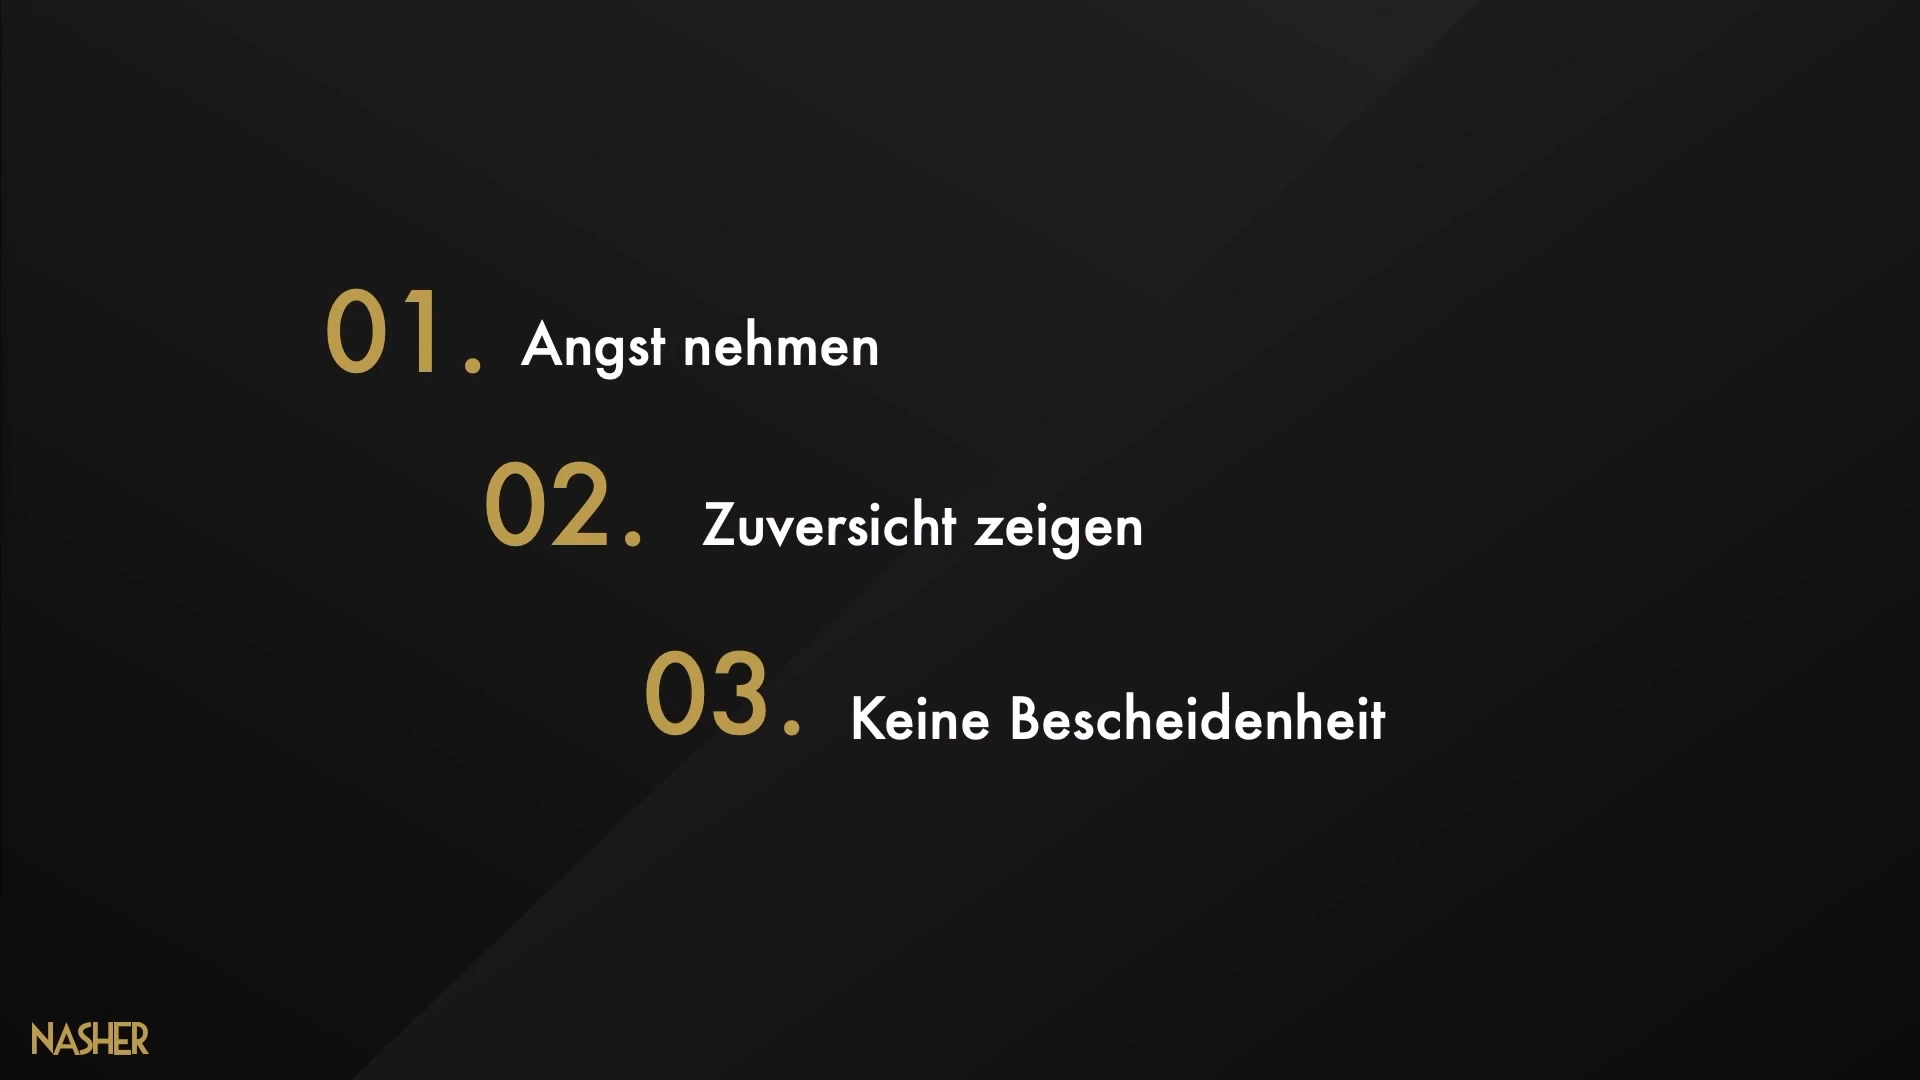 01. Angst nehmen
02. Zuversicht zeigen
03. Keine Bescheidenheit
NASHER